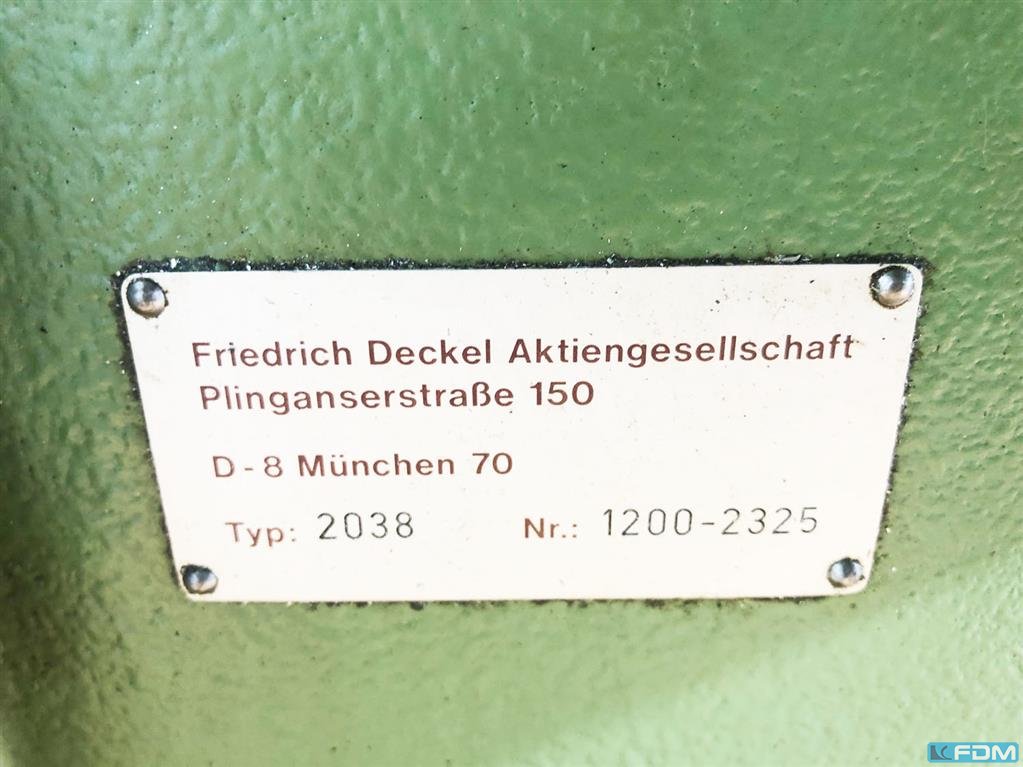 Friedrich Deckel Aktiengesellschaft
Plinganserstraße 150
D-8 München 70
Typ: 2038 Nr.: 1200-2325
FDM